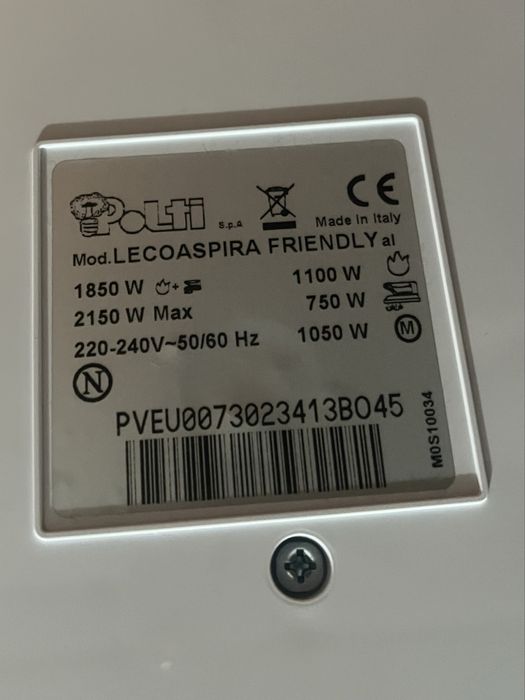 Polti S.p.A CE
Made in Italy
Mod.LECOASPIRA FRIENDLY al
1850 W + 1100 W
2150 W Max 750 W
220-240V~50/60 Hz 1050 W M
N
PVEU0073023413BO45
M0S10034